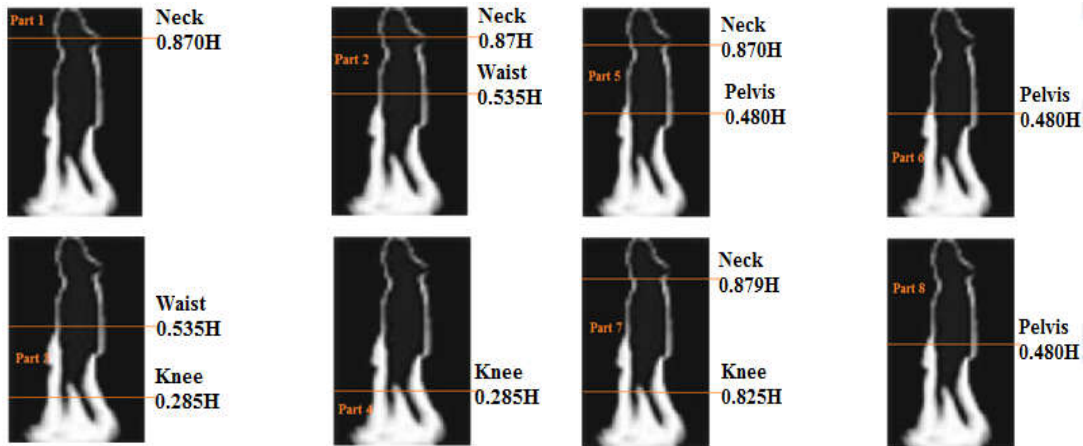 Part 1
Neck
0.870H
Part 2
Neck
0.87H
Waist
0.535H
Part 5
Neck
0.870H
Pelvis
0.480H
Part 6
Pelvis
0.480H
Part 3
Waist
0.535H
Knee
0.285H
Part 4
Knee
0.285H
Part 7
Neck
0.879H
Knee
0.825H
Part 8
Pelvis
0.480H